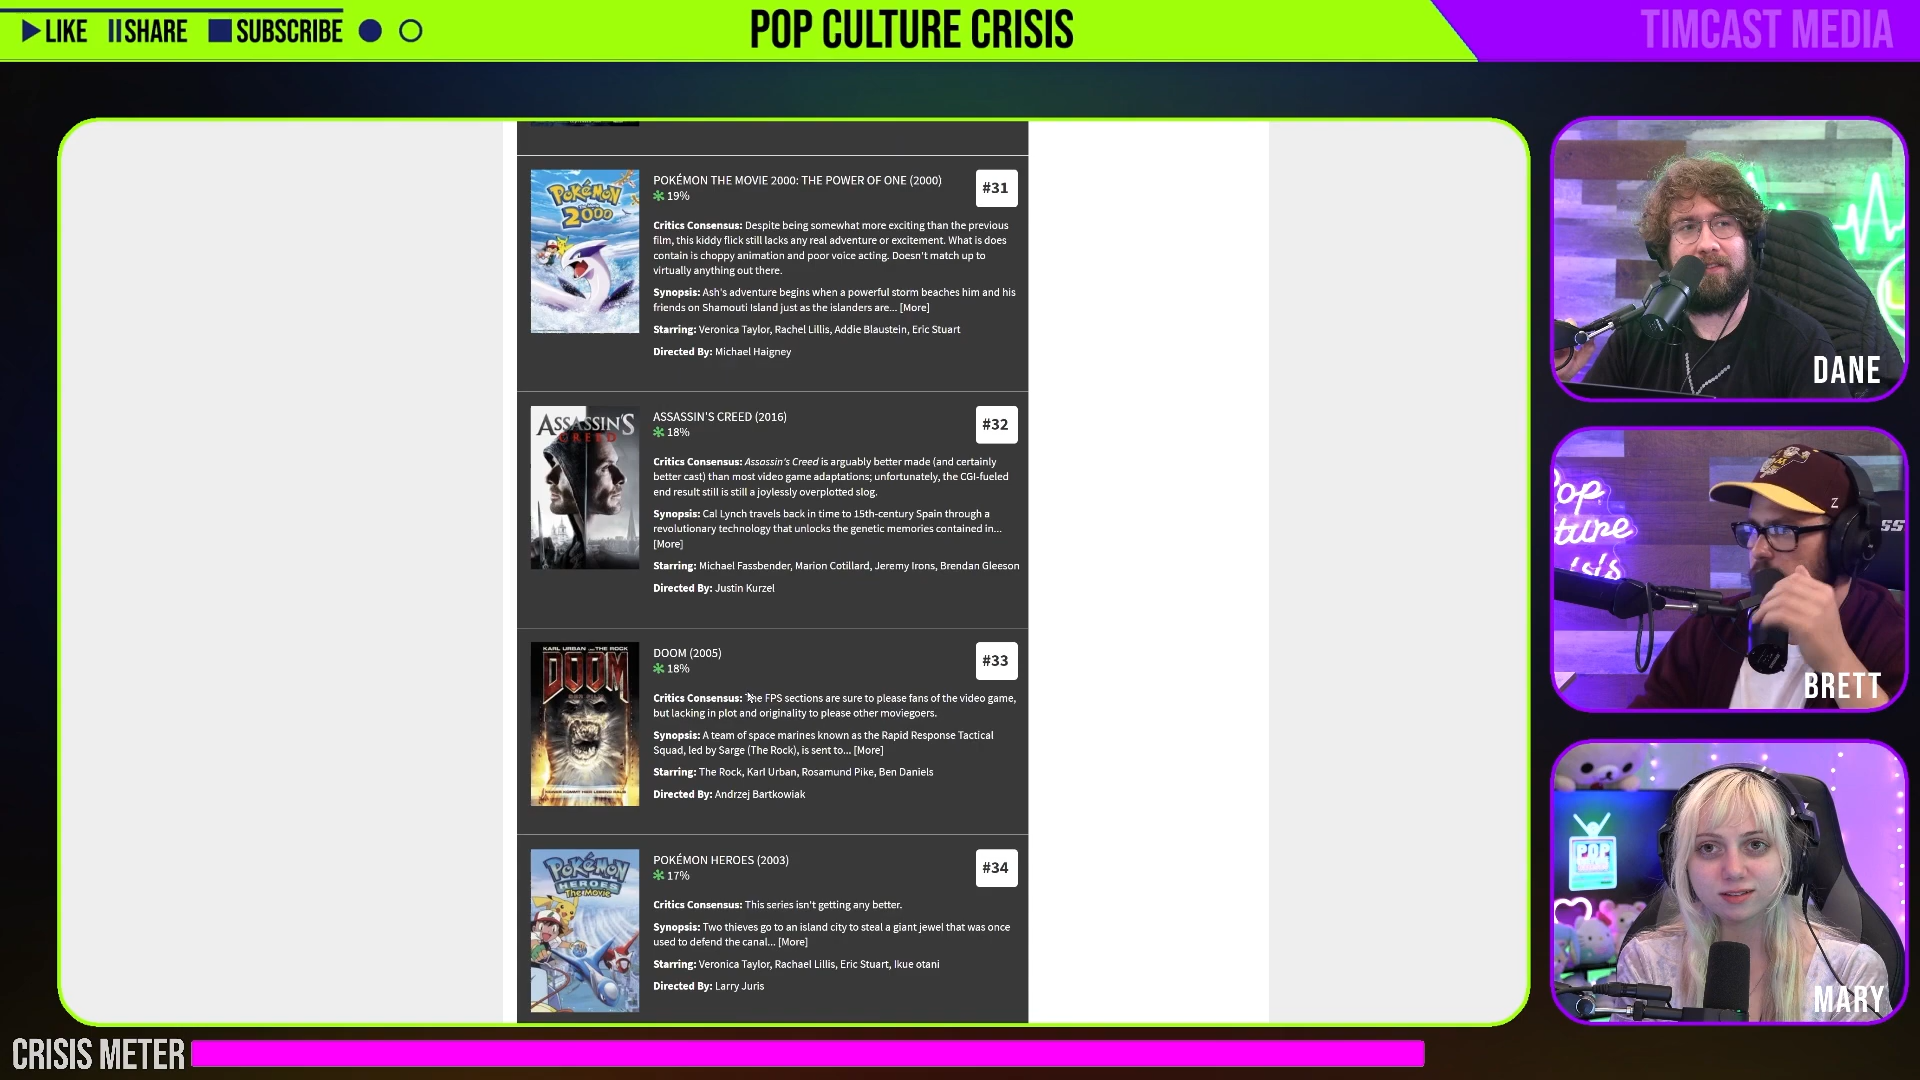 LIKE SHARE SUBSCRIBE
POP CULTURE CRISIS
TIMCAST MEDIA
POKÉMON 2000
POKÉMON THE MOVIE 2000: THE POWER OF ONE (2000)
19%
#31
Critics Consensus: Despite being somewhat more exciting than the previous
film, this kiddy flick still lacks any real adventure or excitement. What is does
contain is choppy animation and poor voice acting. Doesn't match up to
virtually anything out there.
Synopsis: Ash's adventure begins when a powerful storm beaches him and his
friends on Shamouti Island just as the islanders are... [More]
Starring: Veronica Taylor, Rachel Lillis, Addie Blaustein, Eric Stuart
Directed By: Michael Haigney
ASSASSIN'S CREED
ASSASSIN'S CREED (2016)
18%
#32
Critics Consensus: Assassin's Creed is arguably better made (and certainly
better cast) than most video game adaptations; unfortunately, the CGI-fueled
end result still is still a joylessly overplotted slog.
Synopsis: Cal Lynch travels back in time to 15th-century Spain through a
revolutionary technology that unlocks the genetic memories contained in...
[More]
Starring: Michael Fassbender, Marion Cotillard, Jeremy Irons, Brendan Gleeson
Directed By: Justin Kurzel
KARL URBAN THE ROCK
DOOM
DOOM (2005)
18%
#33
Critics Consensus: The FPS sections are sure to please fans of the video game,
but lacking in plot and originality to please other moviegoers.
Synopsis: A team of space marines known as the Rapid Response Tactical
Squad, led by Sarge (The Rock), is sent to... [More]
Starring: The Rock, Karl Urban, Rosamund Pike, Ben Daniels
Directed By: Andrzej Bartkowiak
POKÉMON HEROES The Movie
POKÉMON HEROES (2003)
17%
#34
Critics Consensus: This series isn't getting any better.
Synopsis: Two thieves go to an island city to steal a giant jewel that was once
used to defend the canal... [More]
Starring: Veronica Taylor, Rachael Lillis, Eric Stuart, Ikue otani
Directed By: Larry Juris
DANE
BRETT
MARY
CRISIS METER